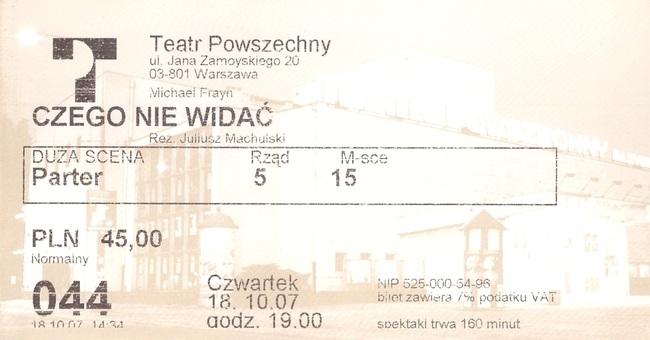 Teatr Powszechny
ul. Jana Zamoyskiego 20
03-801 Warszawa
Michael Frayn
CZEGO NIE WIDAĆ
Reż. Juliusz Machulski
DUŻA SCENA Rząd M-sce
Parter 5 15
PLN 45,00
Normalny
044
18.10.07, 14:34
Czwartek
18. 10.07
godz. 19.00
NIP 525-000-54-96
bilet zawiera 7% podatku VAT
spektakl trwa 160 minut